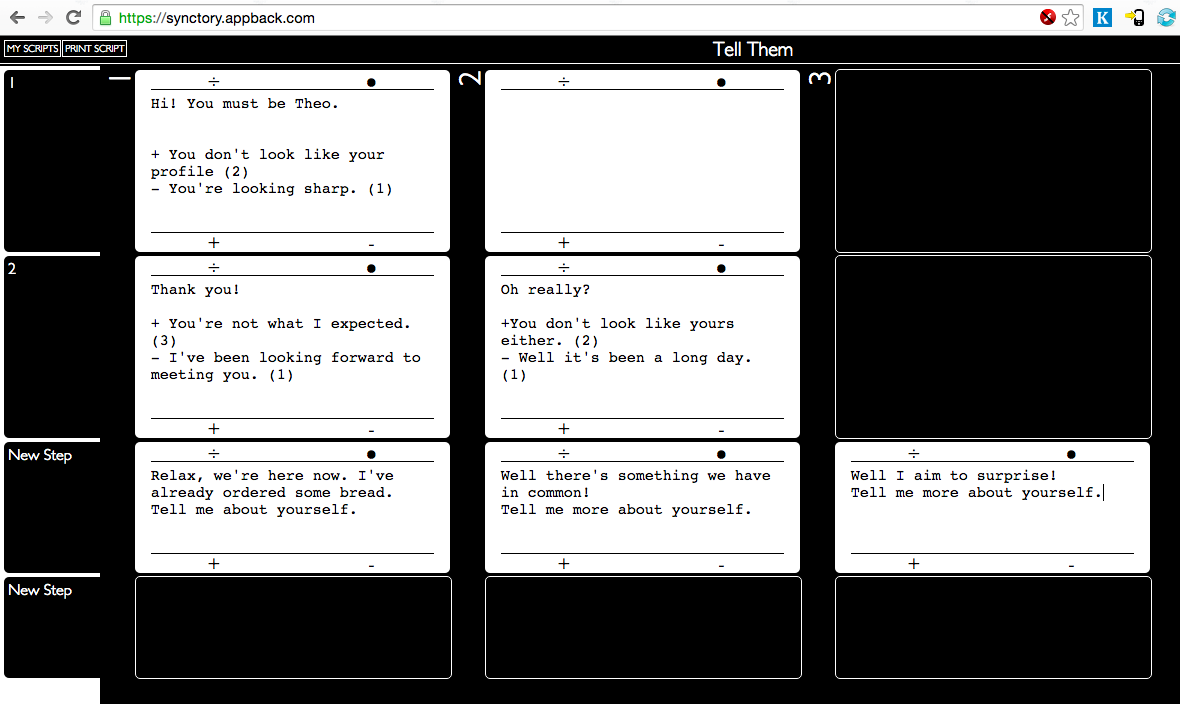 https://synctory.appback.com
K
MY SCRIPTS PRINT SCRIPT
Tell Them
1
1
÷ ●
Hi! You must be Theo.
+ You don't look like your
profile (2)
- You're looking sharp. (1)
+ -
2
÷ ●
+ -
3
2
÷ ●
Thank you!
+ You're not what I expected.
(3)
- I've been looking forward to
meeting you. (1)
+ -
÷ ●
Oh really?
+You don't look like yours
either. (2)
- Well it's been a long day.
(1)
+ -
New Step
÷ ●
Relax, we're here now. I've
already ordered some bread.
Tell me about yourself.
+ -
÷ ●
Well there's something we have
in common!
Tell me more about yourself.
+ -
÷ ●
Well I aim to surprise!
Tell me more about yourself.
+ -
New Step